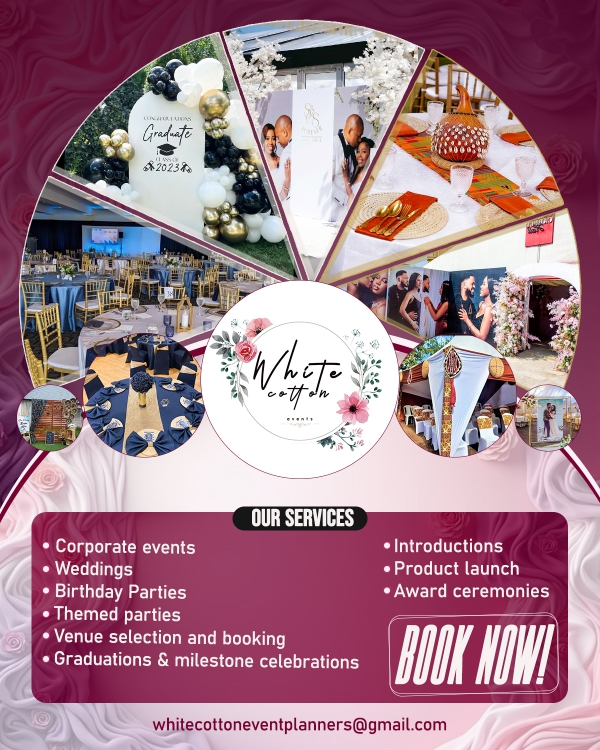 CONGRATULATIONS
Graduate
CLASS OF
2023
White
cotton
events
OUR SERVICES
• Corporate events
• Weddings
• Birthday Parties
• Themed parties
• Venue selection and booking
• Graduations & milestone celebrations
• Introductions
• Product launch
• Award ceremonies
BOOK NOW!
whitecottoneventplanners@gmail.com